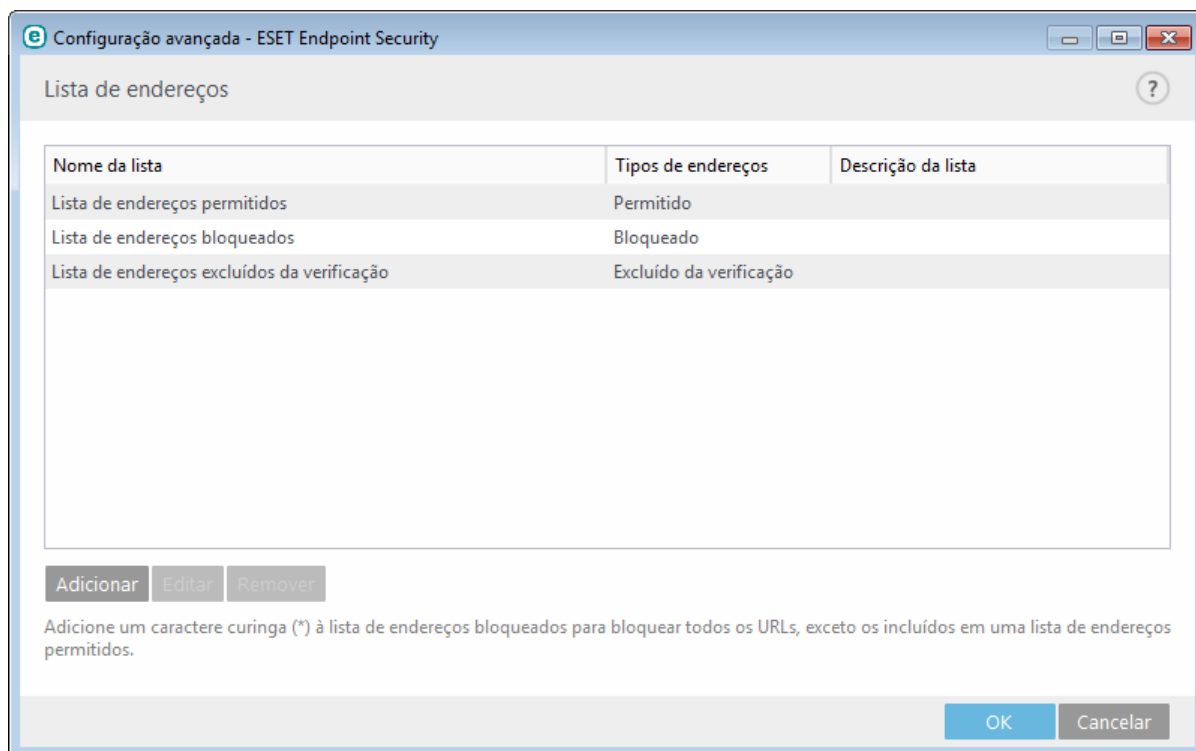 Configuração avançada - ESET Endpoint Security
Lista de endereços
?
Nome da lista Tipos de endereços Descrição da lista
Lista de endereços permitidos Permitido
Lista de endereços bloqueados Bloqueado
Lista de endereços excluídos da verificação Excluído da verificação
Adicionar Editar Remover
Adicione um caractere curinga (*) à lista de endereços bloqueados para bloquear todos os URLs, exceto os incluídos em uma lista de endereços
permitidos.
OK Cancelar